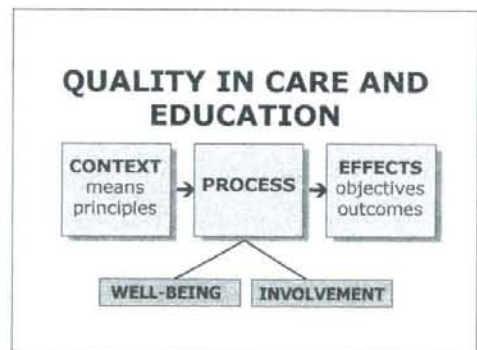 QUALITY IN CARE AND
EDUCATION
CONTEXT
means
principles
PROCESS
EFFECTS
objectives
outcomes
WELL-BEING
INVOLVEMENT